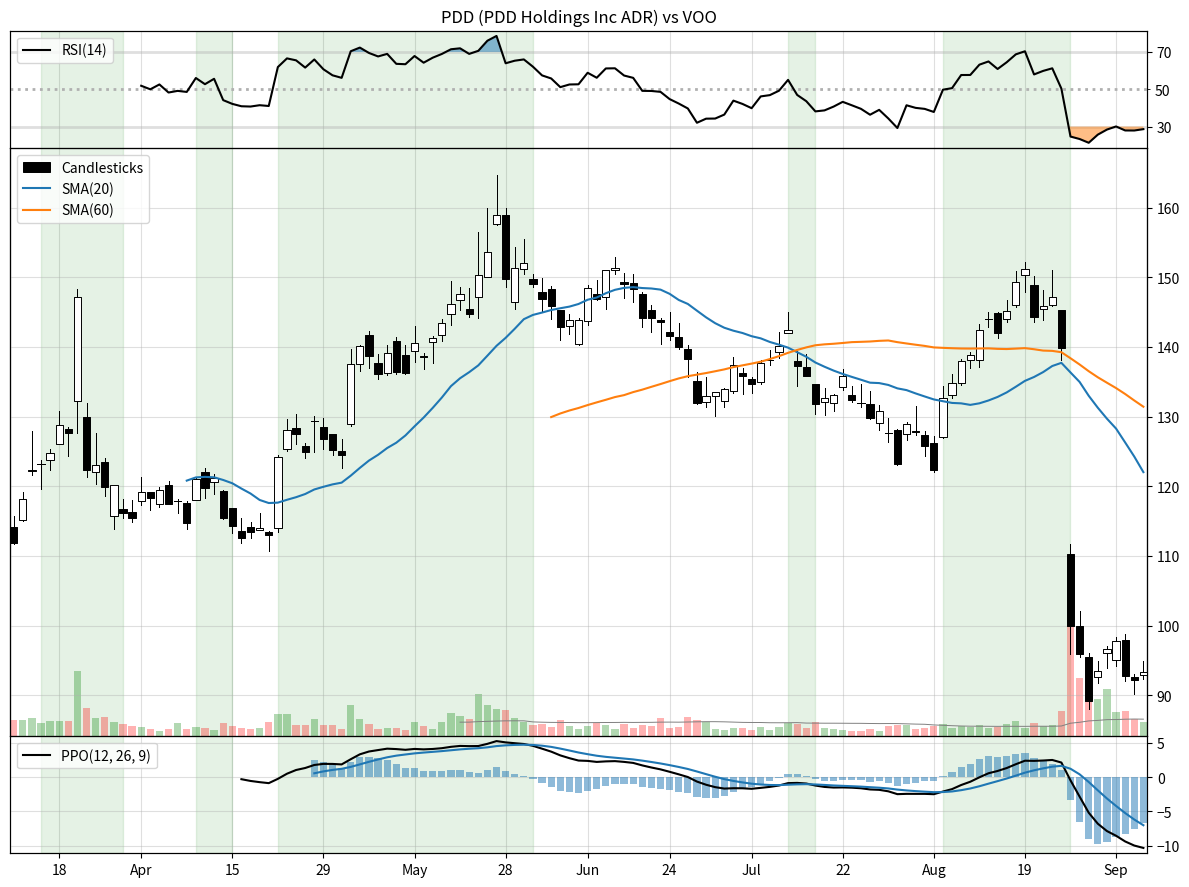 PDD (PDD Holdings Inc ADR) vs VOO
RSI(14)
70
50
30
Candlesticks
SMA(20)
SMA(60)
160
150
140
130
120
110
100
90
PPO(12, 26, 9)
5
0
−5
−10
18 Apr 15 29 May 28 Jun 24 Jul 22 Aug 19 Sep